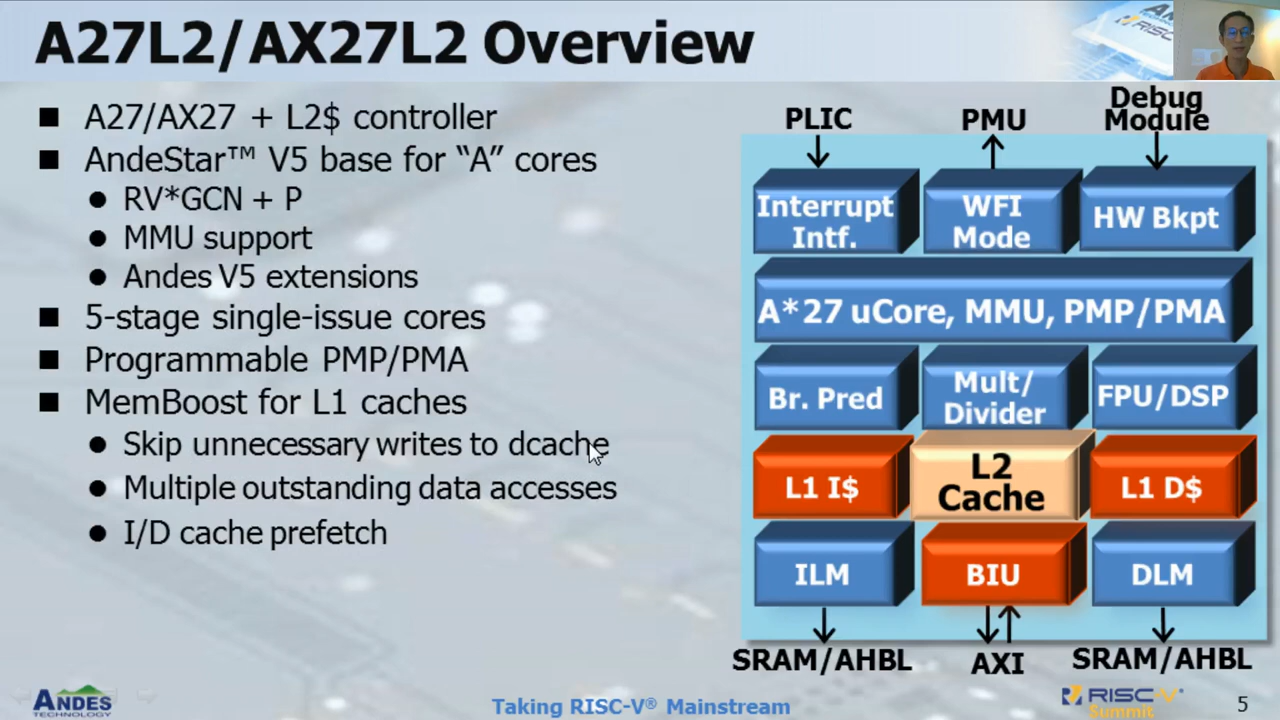 A27L2/AX27L2 Overview
A27/AX27 + L2$ controller
AndeStar™ V5 base for “A” cores
RV*GCN + P
MMU support
Andes V5 extensions
5-stage single-issue cores
Programmable PMP/PMA
MemBoost for L1 caches
Skip unnecessary writes to dcache
Multiple outstanding data accesses
I/D cache prefetch
PLIC
PMU
Debug
Module
Interrupt
Intf.
WFI
Mode
HW Bkpt
A*27 uCore, MMU, PMP/PMA
Br. Pred
Mult/
Divider
FPU/DSP
L1 I$
L2
Cache
L1 D$
ILM
BIU
DLM
SRAM/AHBL
AXI
SRAM/AHBL
ANDES
TECHNOLOGY
Taking RISC-V® Mainstream
RISC-V®
Summit
5